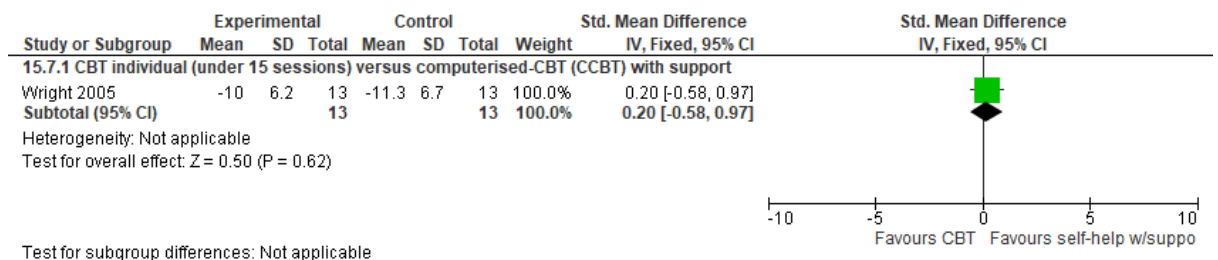 Experimental Control Std. Mean Difference Std. Mean Difference
Study or Subgroup Mean SD Total Mean SD Total Weight IV, Fixed, 95% CI IV, Fixed, 95% CI
15.7.1 CBT individual (under 15 sessions) versus computerised-CBT (CCBT) with support
Wright 2005 -10 6.2 13 -11.3 6.7 13 100.0% 0.20 [-0.58, 0.97]
Subtotal (95% CI) 13 13 100.0% 0.20 [-0.58, 0.97]
Heterogeneity: Not applicable
Test for overall effect: Z = 0.50 (P = 0.62)
-10 -5 0 5 10
Favours CBT Favours self-help w/suppo
Test for subgroup differences: Not applicable